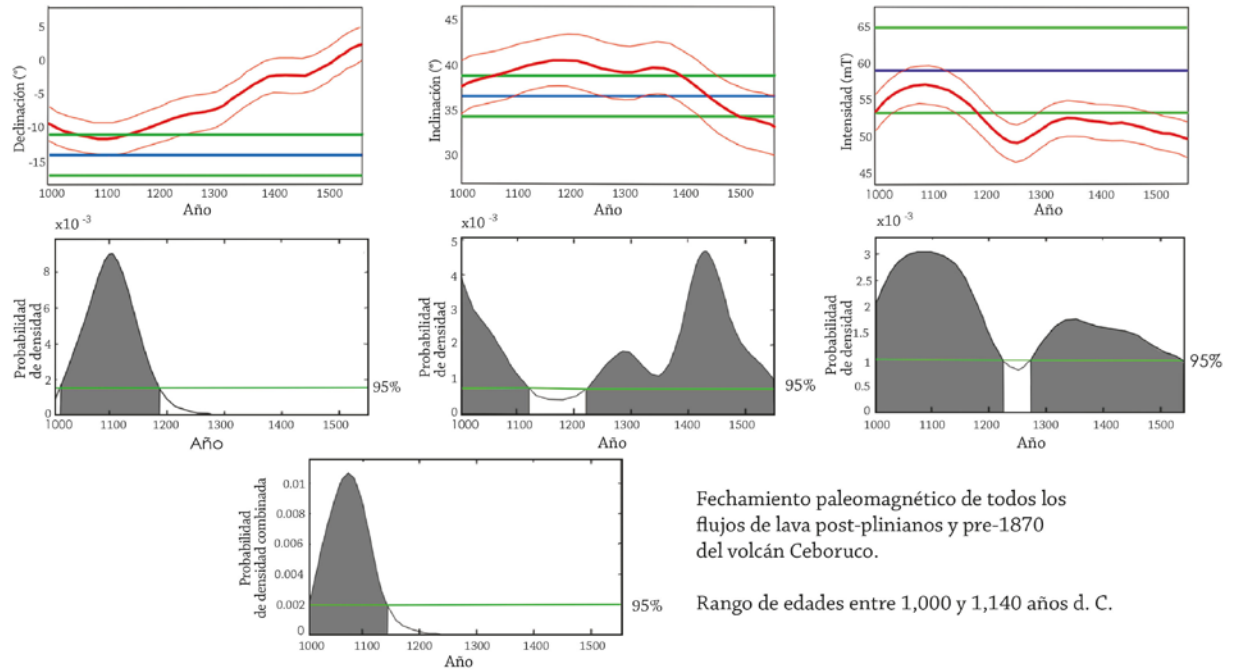 Declinación (°)
5
0
-5
-10
-15
1000 1100 1200 1300 1400 1500
Año
Inclinación (°)
45
40
35
30
1000 1100 1200 1300 1400 1500
Año
Intensidad (mT)
65
60
55
50
45
1000 1100 1200 1300 1400 1500
Año
x10 -3
Probabilidad
de densidad
8
6
4
2
0
95%
1000 1100 1200 1300 1400 1500
Año
x10 -3
Probabilidad
de densidad
5
4
3
2
1
0
95%
1000 1100 1200 1300 1400 1500
Año
x10 -3
Probabilidad
de densidad
3
2.5
2
1.5
1
0.5
0
95%
1000 1100 1200 1300 1400 1500
Año
Probabilidad
de densidad combinada
0.01
0.008
0.006
0.004
0.002
0
95%
1000 1100 1200 1300 1400 1500
Año
Fechamiento paleomagnético de todos los
flujos de lava post-plinianos y pre-1870
del volcán Ceboruco.
Rango de edades entre 1,000 y 1,140 años d. C.